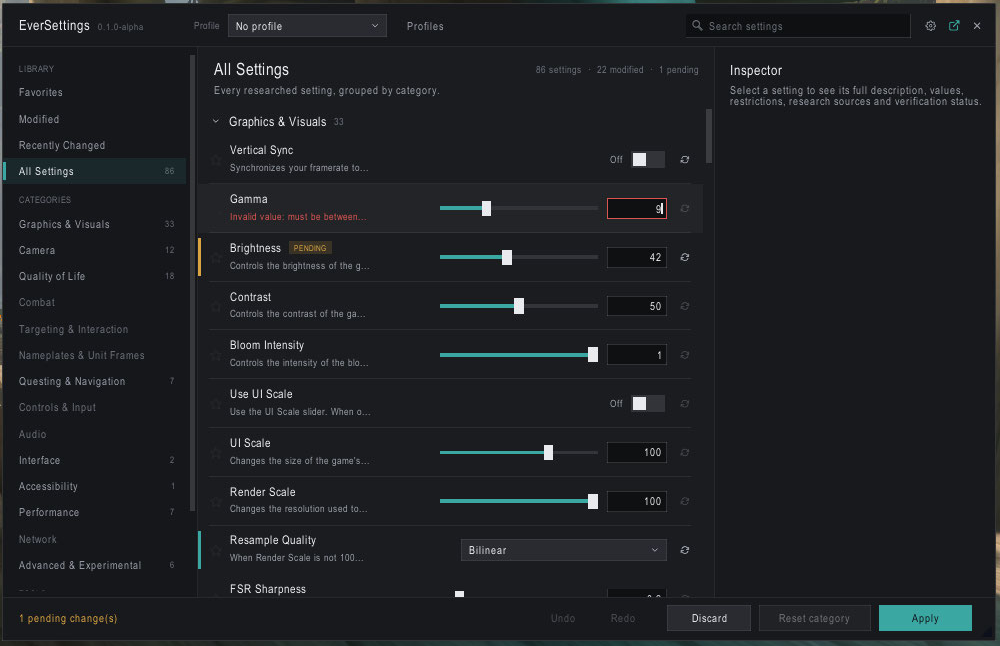 EverSettings 0.1.0-alpha
Profile No profile Profiles
Search settings
LIBRARY
Favorites
Modified
Recently Changed
All Settings 86
CATEGORIES
Graphics & Visuals 33
Camera 12
Quality of Life 18
Combat
Targeting & Interaction
Nameplates & Unit Frames
Questing & Navigation 7
Controls & Input
Audio
Interface 2
Accessibility 1
Performance 7
Network
Advanced & Experimental 6
All Settings
86 settings · 22 modified · 1 pending
Every researched setting, grouped by category.
Graphics & Visuals 33
Vertical Sync
Synchronizes your framerate to...
Off
Gamma
Invalid value: must be between...
9
Brightness PENDING
Controls the brightness of the g...
42
Contrast
Controls the contrast of the ga...
50
Bloom Intensity
Controls the intensity of the blo...
1
Use UI Scale
Use the UI Scale slider. When o...
Off
UI Scale
Changes the size of the game's...
100
Render Scale
Changes the resolution used to...
100
Resample Quality
When Render Scale is not 100...
Bilinear
FSR Sharpness
Inspector
Select a setting to see its full description, values,
restrictions, research sources and verification status.
1 pending change(s)
Undo
Redo
Discard
Reset category
Apply